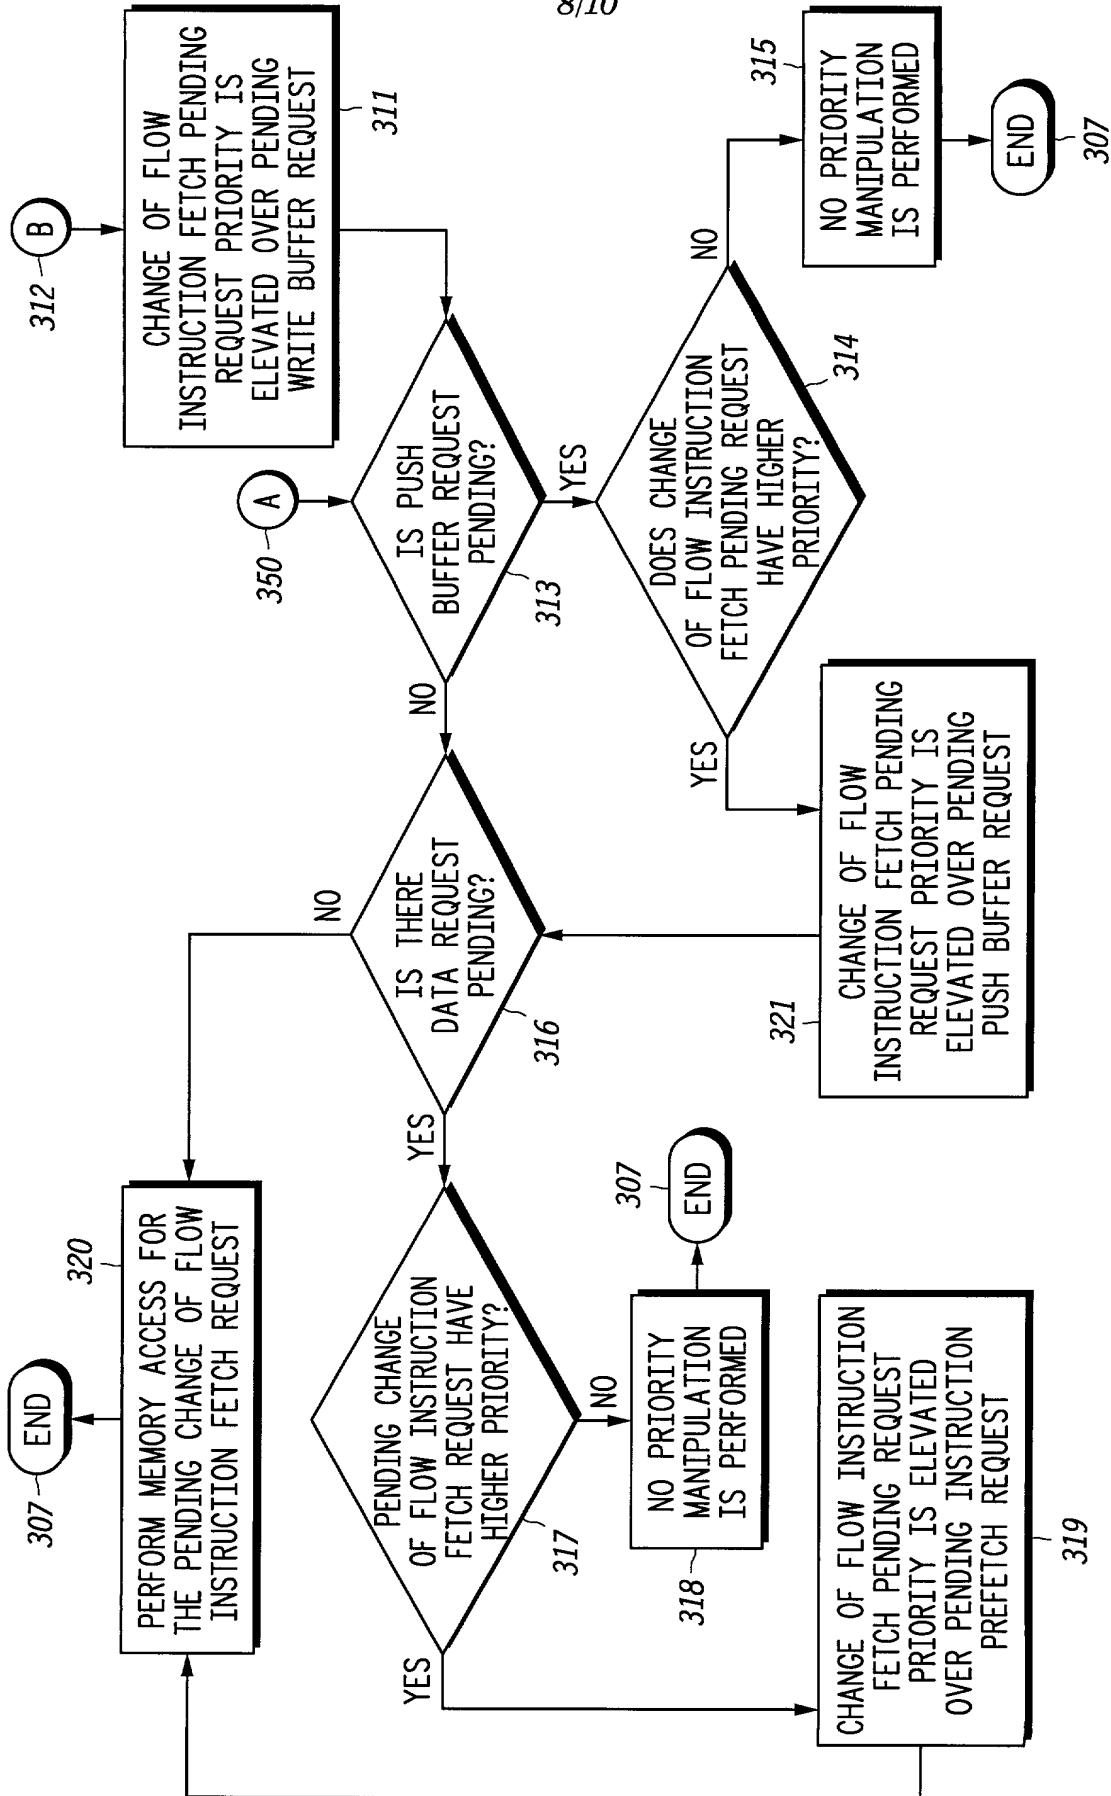 8/10
B
312
CHANGE OF FLOW
INSTRUCTION FETCH PENDING
REQUEST PRIORITY IS
ELEVATED OVER PENDING
WRITE BUFFER REQUEST
311
A
350
IS PUSH
BUFFER REQUEST
PENDING?
313
NO
YES
DOES CHANGE
OF FLOW INSTRUCTION
FETCH PENDING REQUEST
HAVE HIGHER
PRIORITY?
314
NO
NO PRIORITY
MANIPULATION
IS PERFORMED
315
END
307
YES
CHANGE OF FLOW
INSTRUCTION FETCH PENDING
REQUEST PRIORITY IS
ELEVATED OVER PENDING
PUSH BUFFER REQUEST
321
IS THERE
DATA REQUEST
PENDING?
316
NO
YES
PENDING CHANGE
OF FLOW INSTRUCTION
FETCH REQUEST HAVE
HIGHER PRIORITY?
317
NO
NO PRIORITY
MANIPULATION
IS PERFORMED
318
END
307
YES
CHANGE OF FLOW INSTRUCTION
FETCH PENDING REQUEST
PRIORITY IS ELEVATED
OVER PENDING INSTRUCTION
PREFETCH REQUEST
319
PERFORM MEMORY ACCESS FOR
THE PENDING CHANGE OF FLOW
INSTRUCTION FETCH REQUEST
320
END
307